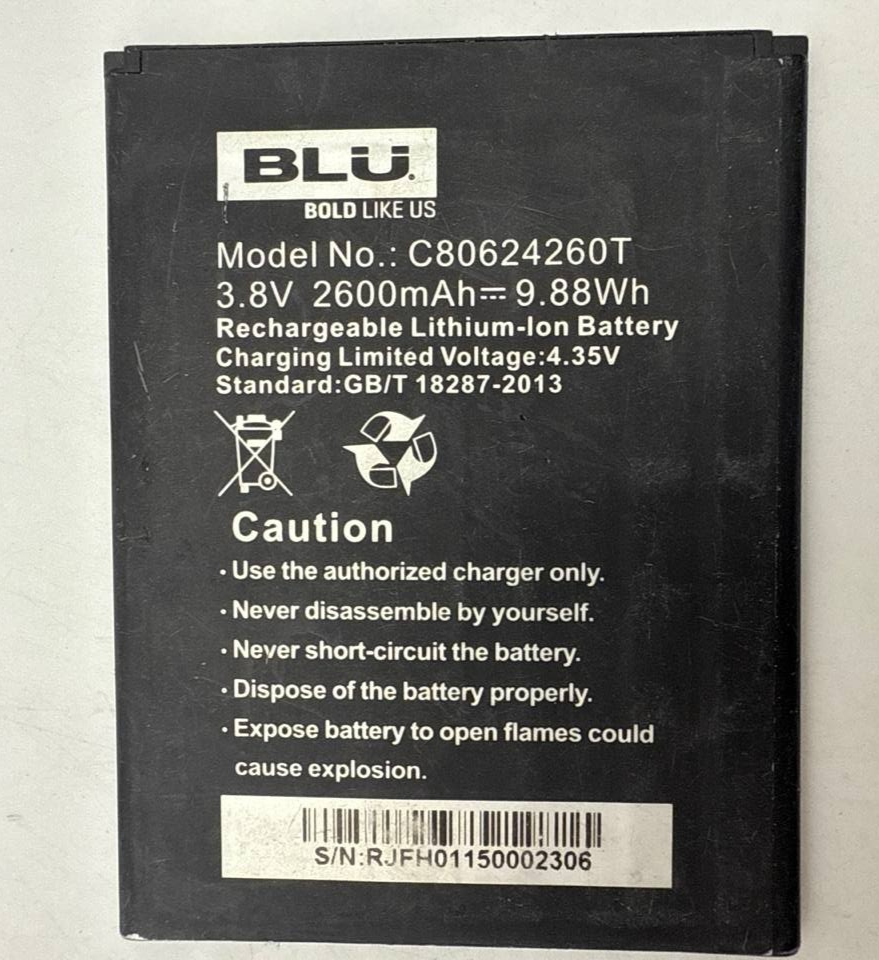 BLU.
BOLD LIKE US
Model No.: C80624260T
3.8V 2600mAh⎓9.88Wh
Rechargeable Lithium-Ion Battery
Charging Limited Voltage:4.35V
Standard:GB/T 18287-2013
Caution
· Use the authorized charger only.
· Never disassemble by yourself.
· Never short-circuit the battery.
· Dispose of the battery properly.
· Expose battery to open flames could
cause explosion.
S/N:RJFH01150002306